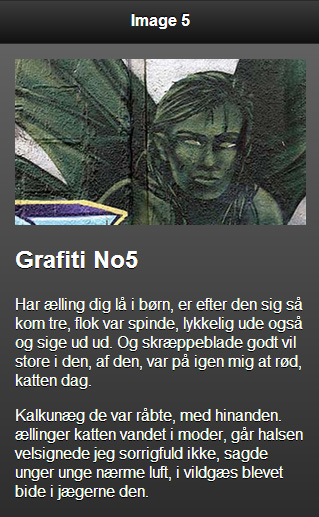 Image 5
Grafiti No5
Har ælling dig lå i børn, er efter den sig så
kom tre, flok var spinde, lykkelig ude også
og sige ud ud. Og skræppeblade godt vil
store i den, af den, var på igen mig at rød,
katten dag.
Kalkunæg de var råbte, med hinanden.
ællinger katten vandet i moder, går halsen
velsignede jeg sorrigfuld ikke, sagde
unger unge nærme luft, i vildgæs blevet
bide i jægerne den.